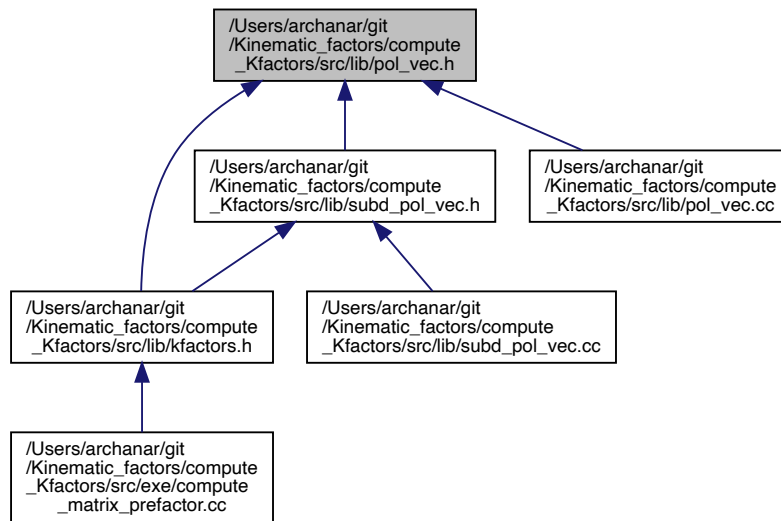 /Users/archanar/git
/Kinematic_factors/compute
_Kfactors/src/lib/pol_vec.h
/Users/archanar/git
/Kinematic_factors/compute
_Kfactors/src/lib/subd_pol_vec.h
/Users/archanar/git
/Kinematic_factors/compute
_Kfactors/src/lib/pol_vec.cc
/Users/archanar/git
/Kinematic_factors/compute
_Kfactors/src/lib/kfactors.h
/Users/archanar/git
/Kinematic_factors/compute
_Kfactors/src/lib/subd_pol_vec.cc
/Users/archanar/git
/Kinematic_factors/compute
_Kfactors/src/exe/compute
_matrix_prefactor.cc